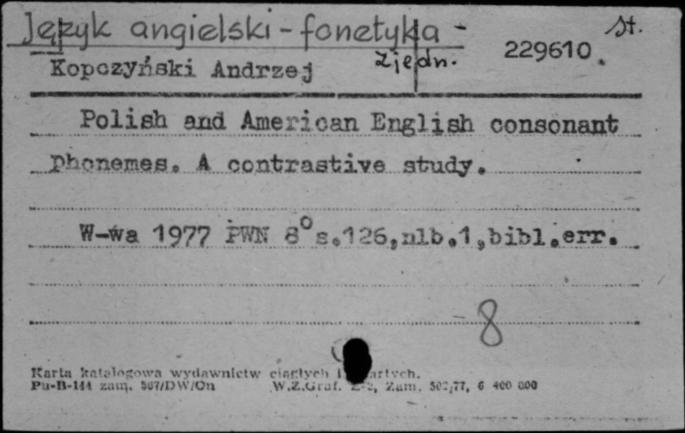 Język angielski - fonetyka - st.
zjedn.
229610.
Kopczyński Andrzej
Polish and American English consonant
phonemes. A contrastive study.
W-wa 1977 PWN 8° s.126,nlb.1,bibl.err.
8
Karta katalogowa wydawnictw ciągłych i
Pu-B-144 zam. 567/DW/On W.Z.Graf. Zam. 502/77, 6 400 000